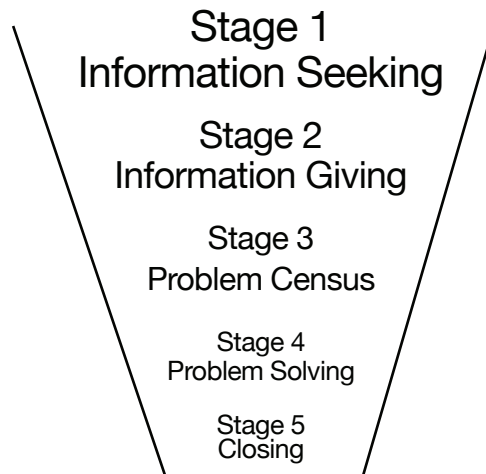 Stage 1
Information Seeking
Stage 2
Information Giving
Stage 3
Problem Census
Stage 4
Problem Solving
Stage 5
Closing